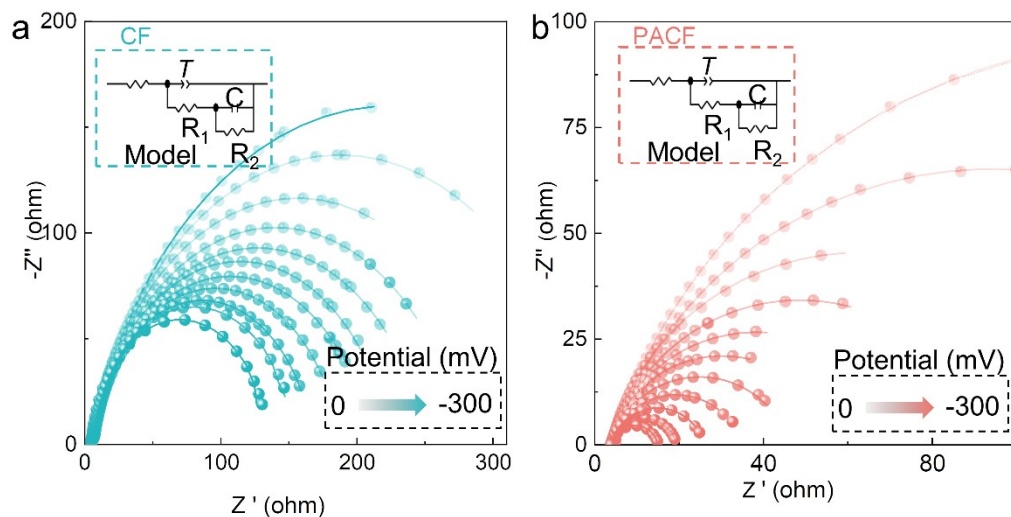 a
CF
T
C
R1
R2
Model
-Z'' (ohm)
200
100
0
0
100
200
300
Z ' (ohm)
Potential (mV)
0 -300
b
PACF
T
C
R1
R2
Model
-Z'' (ohm)
100
75
50
25
0
0
40
80
Z ' (ohm)
Potential (mV)
0 -300